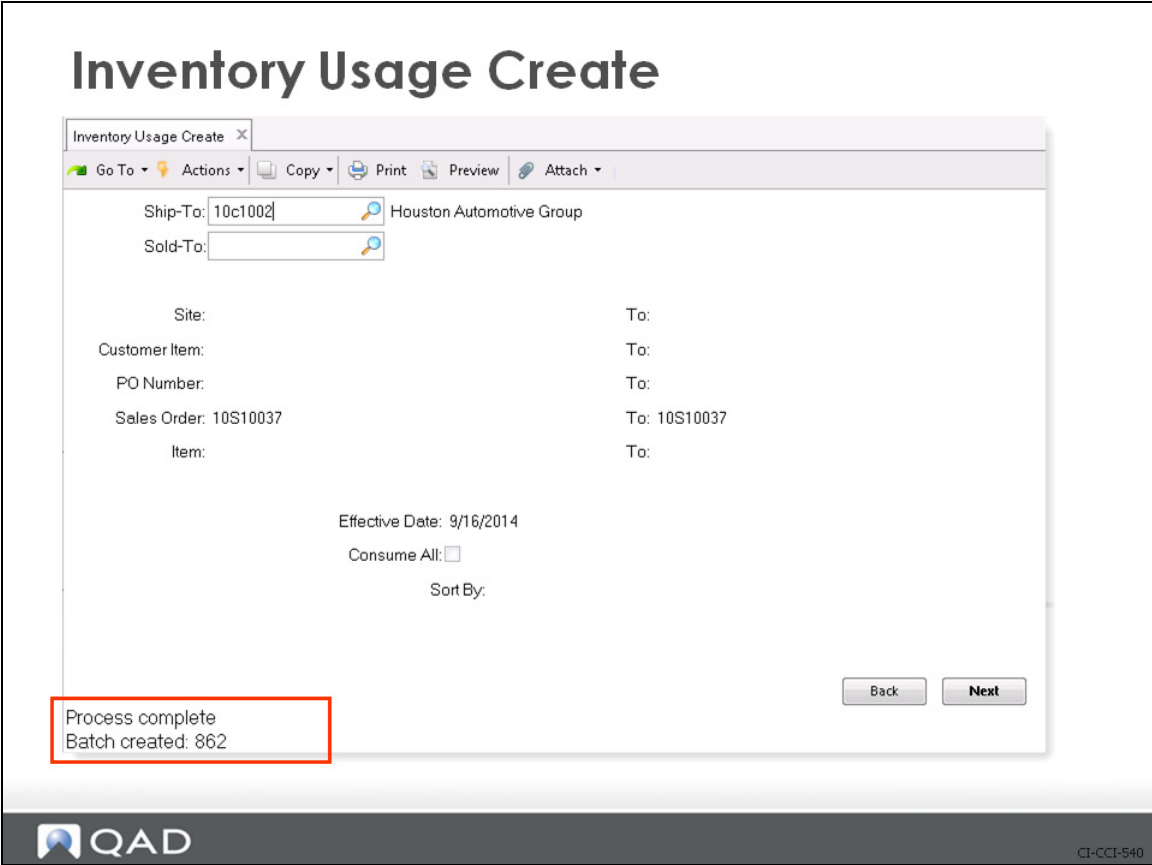 Inventory Usage Create
Inventory Usage Create
Go To Actions Copy Print Preview Attach
Ship-To: 10c1002 Houston Automotive Group
Sold-To:
Site: To:
Customer Item: To:
PO Number: To:
Sales Order: 10S10037 To: 10S10037
Item: To:
Effective Date: 9/16/2014
Consume All:
Sort By:
Back Next
Process complete
Batch created: 862
QAD
CI-CCI-540